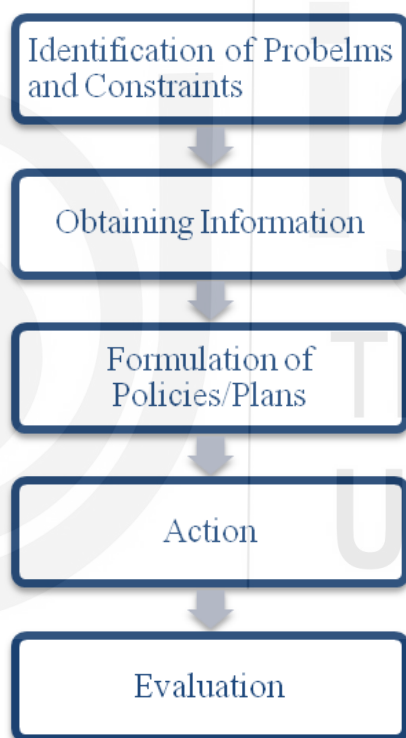 Identification of Probelms
and Constraints
Obtaining Information
Formulation of
Policies/Plans
Action
Evaluation